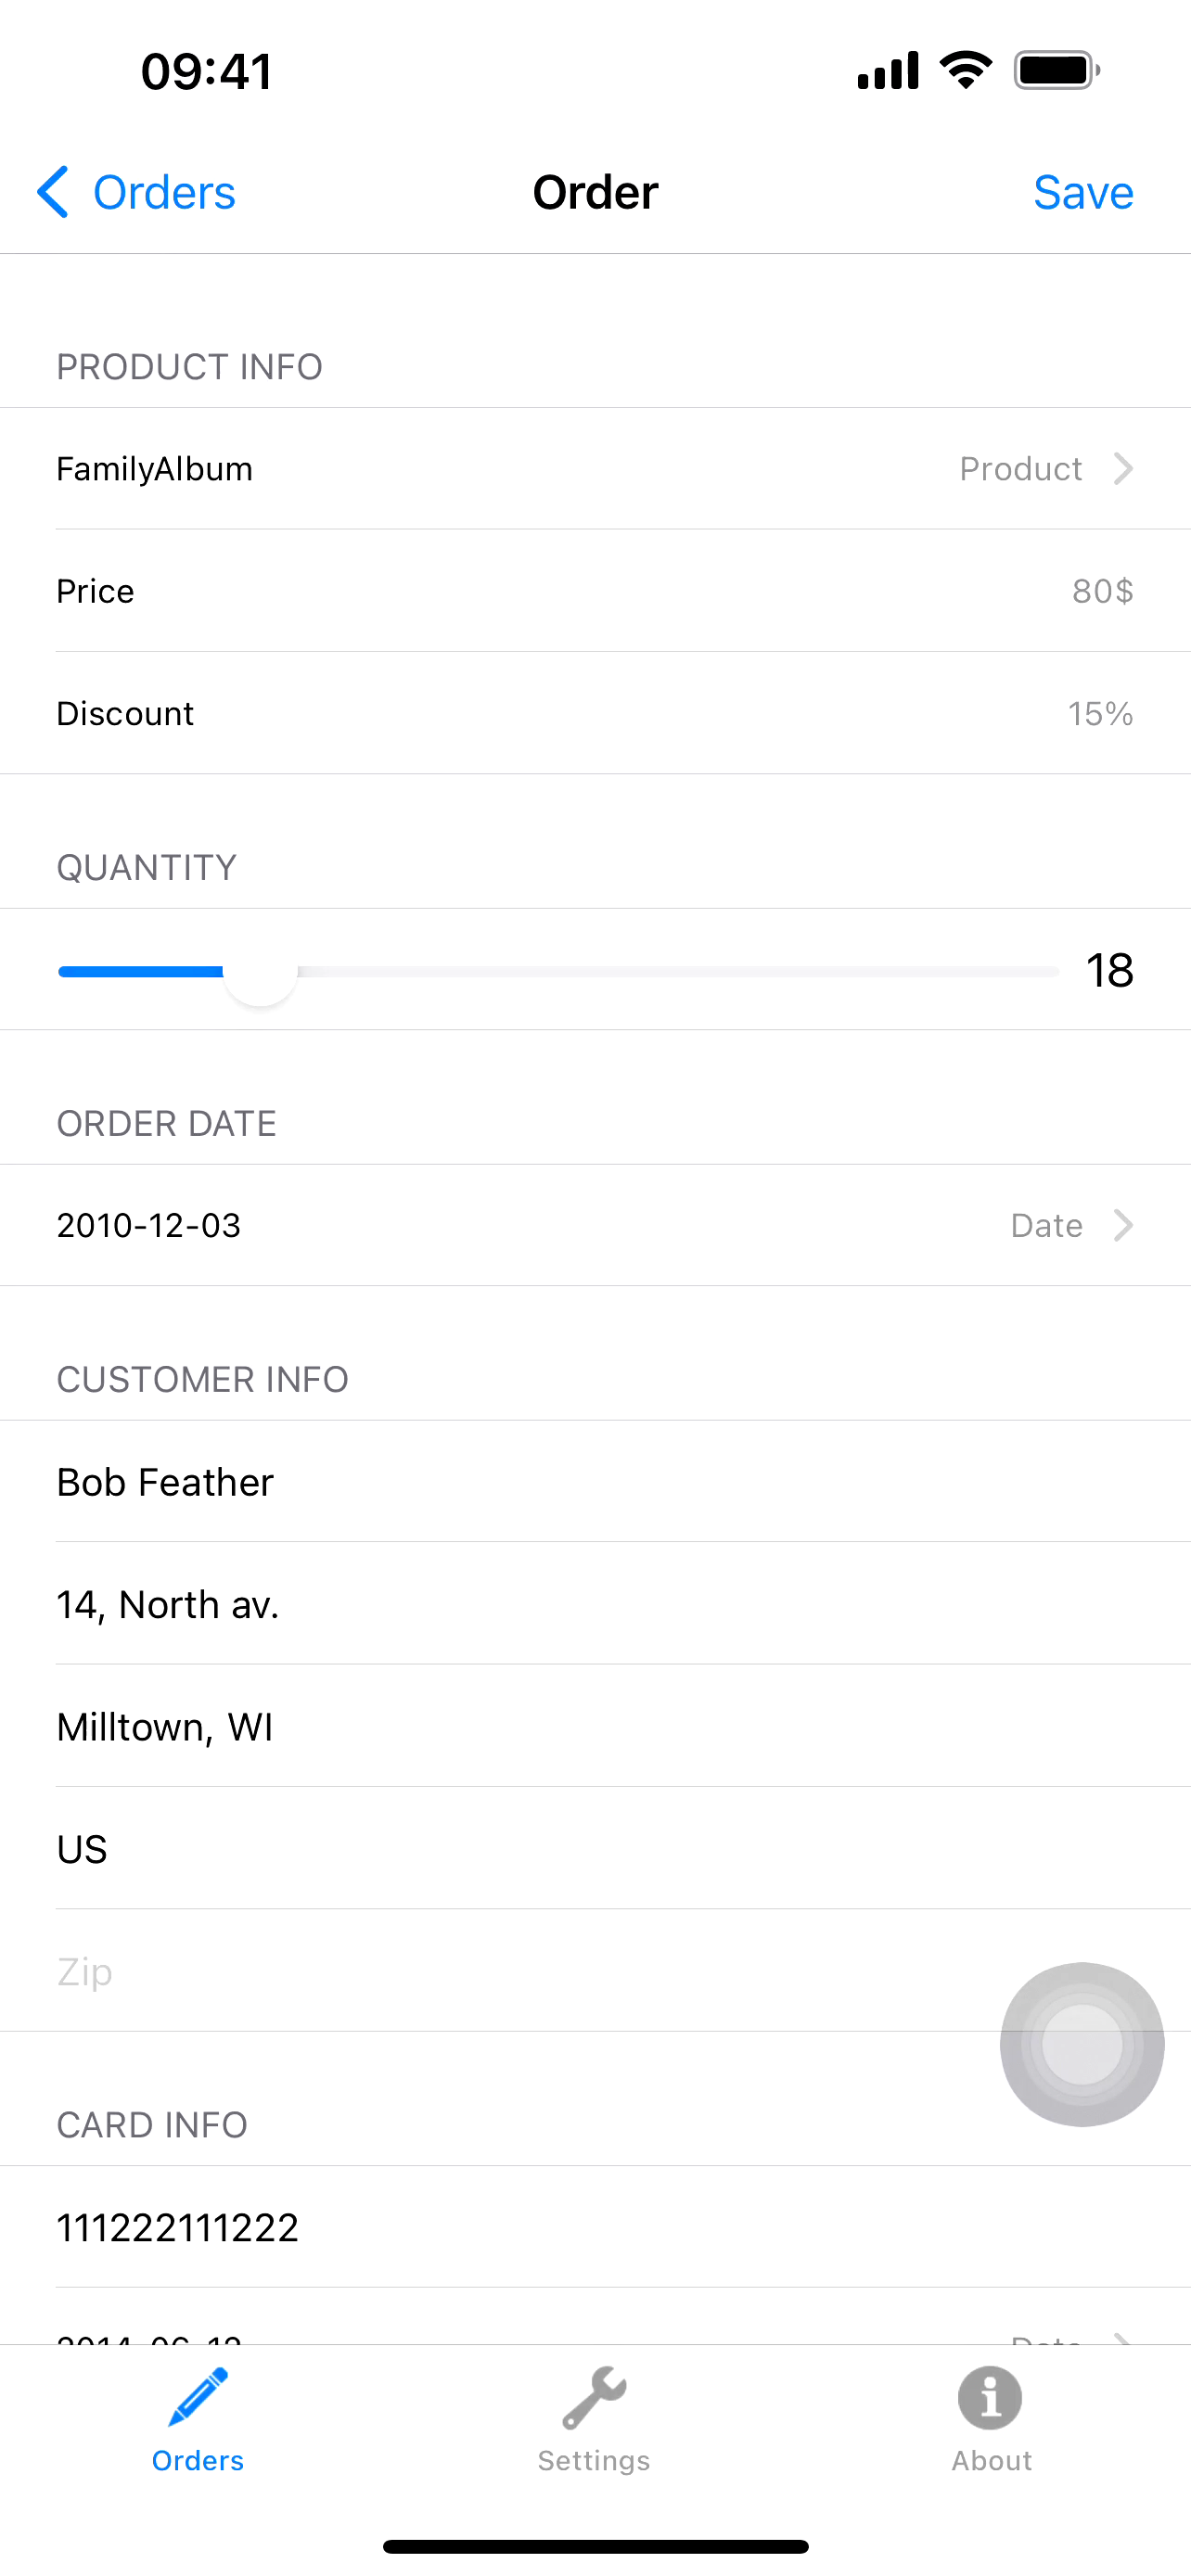 09:41
Orders Order Save
PRODUCT INFO
FamilyAlbum Product
Price 80$
Discount 15%
QUANTITY
18
ORDER DATE
2010-12-03 Date
CUSTOMER INFO
Bob Feather
14, North av.
Milltown, WI
US
Zip
CARD INFO
111222111222
Orders Settings About